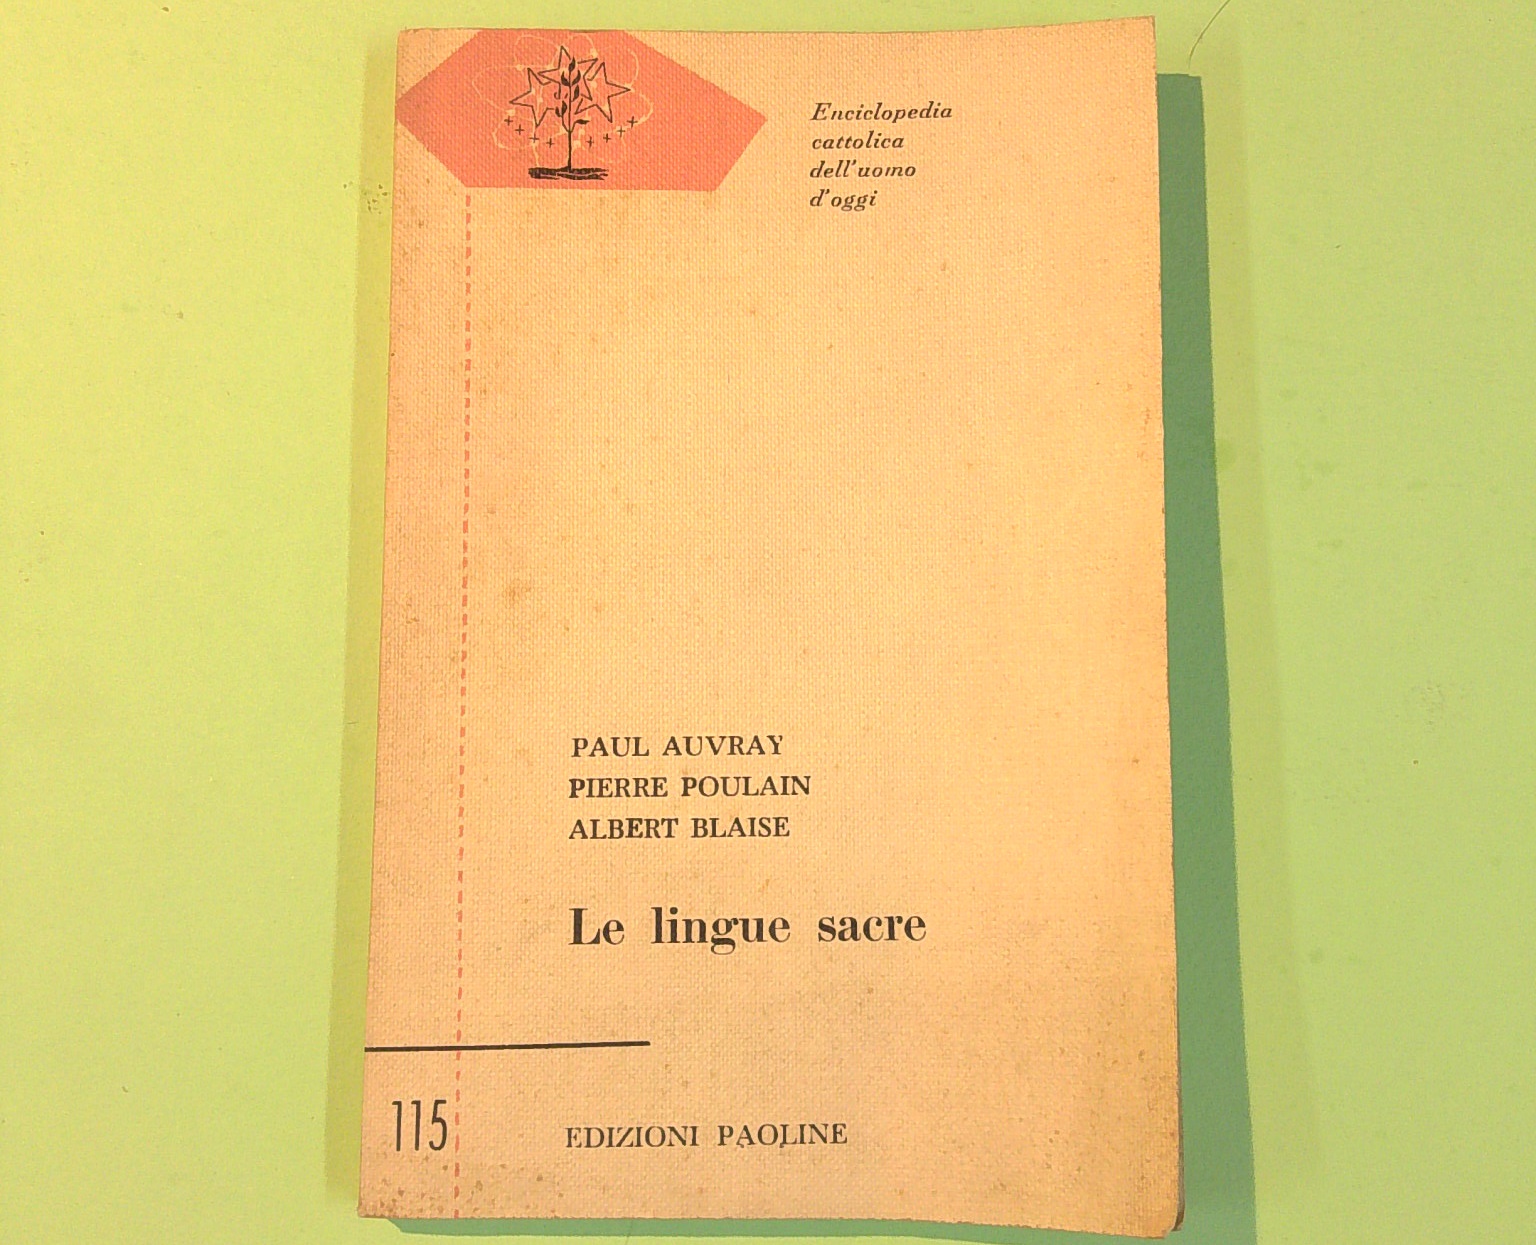 Enciclopedia
cattolica
dell'uomo
d'oggi
PAUL AUVRAY
PIERRE POULAIN
ALBERT BLAISE
Le lingue sacre
115
EDIZIONI PAOLINE